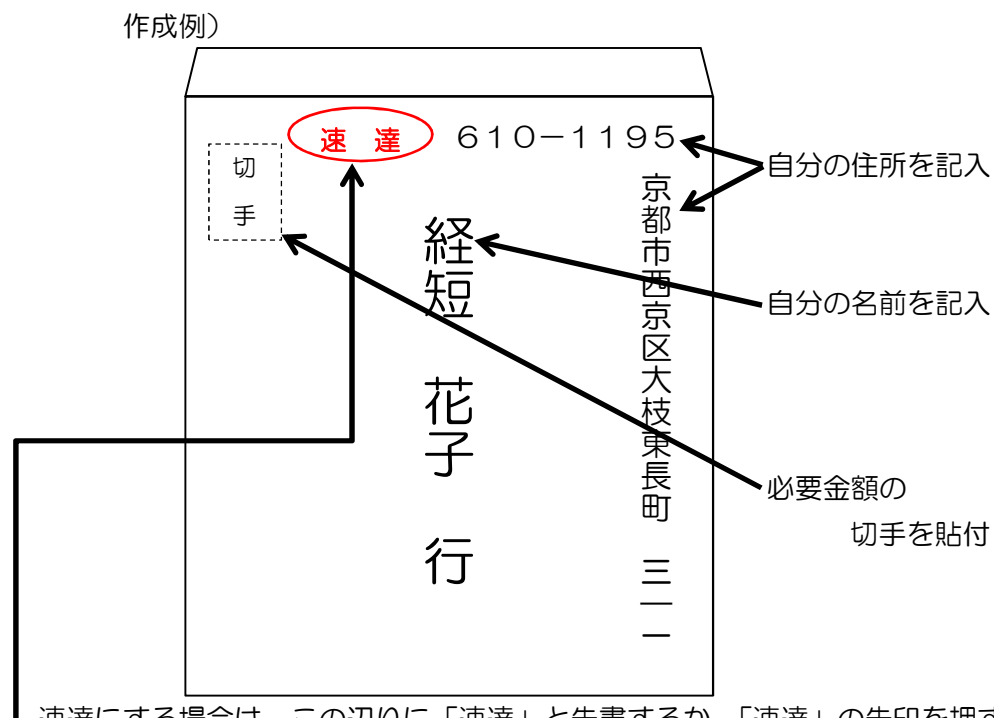 作成例）
速　達
６１０－１１９５
切
手
京都市西京区大枝東長町　三―一
経短　花子　行
自分の住所を記入
自分の名前を記入
必要金額の
切手を貼付
速達にする場合は、この辺りに「速達」と朱書するか、「速達」の朱印を押す